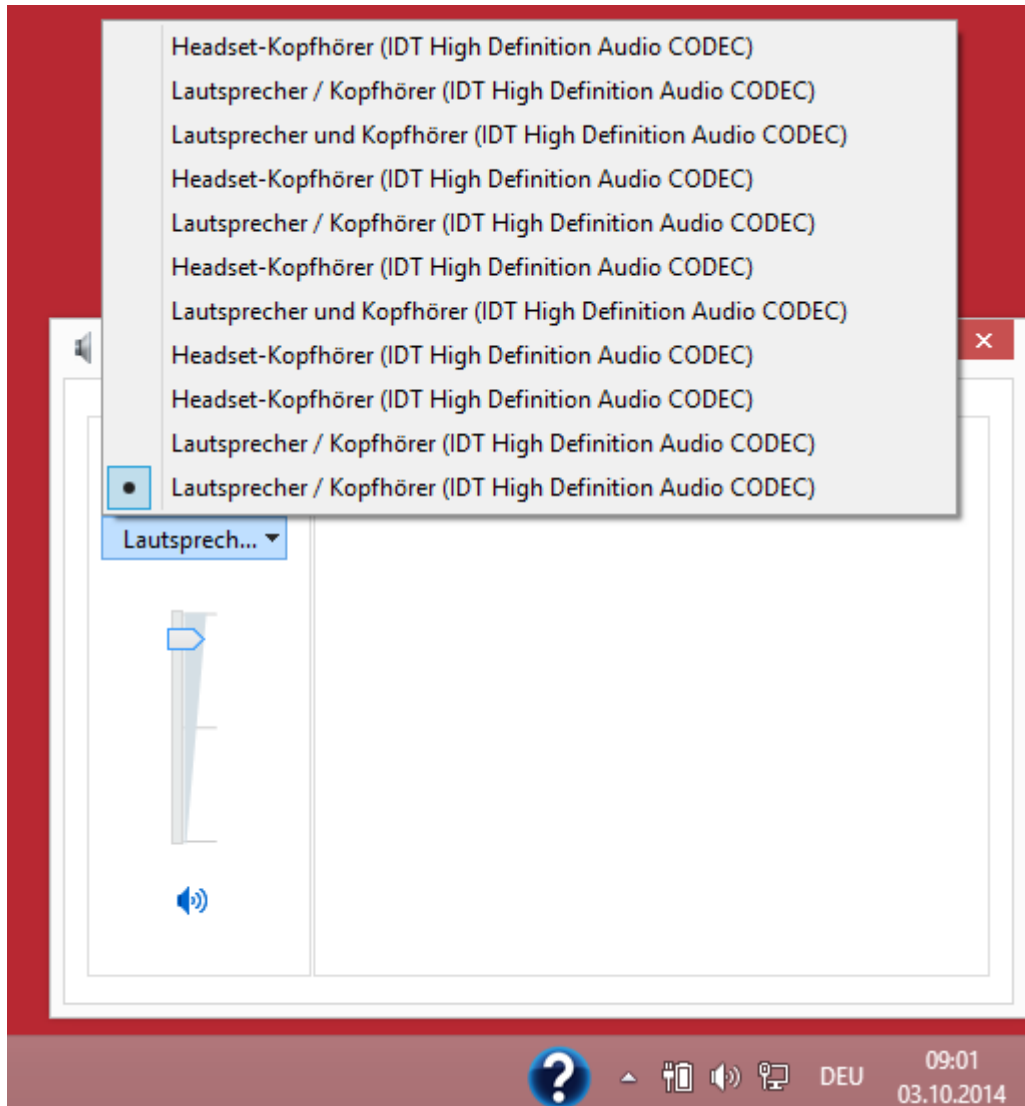 Headset-Kopfhörer (IDT High Definition Audio CODEC)
Lautsprecher / Kopfhörer (IDT High Definition Audio CODEC)
Lautsprecher und Kopfhörer (IDT High Definition Audio CODEC)
Headset-Kopfhörer (IDT High Definition Audio CODEC)
Lautsprecher / Kopfhörer (IDT High Definition Audio CODEC)
Headset-Kopfhörer (IDT High Definition Audio CODEC)
Lautsprecher und Kopfhörer (IDT High Definition Audio CODEC)
Headset-Kopfhörer (IDT High Definition Audio CODEC)
Headset-Kopfhörer (IDT High Definition Audio CODEC)
Lautsprecher / Kopfhörer (IDT High Definition Audio CODEC)
Lautsprecher / Kopfhörer (IDT High Definition Audio CODEC)
Lautsprech...
DEU
09:01
03.10.2014